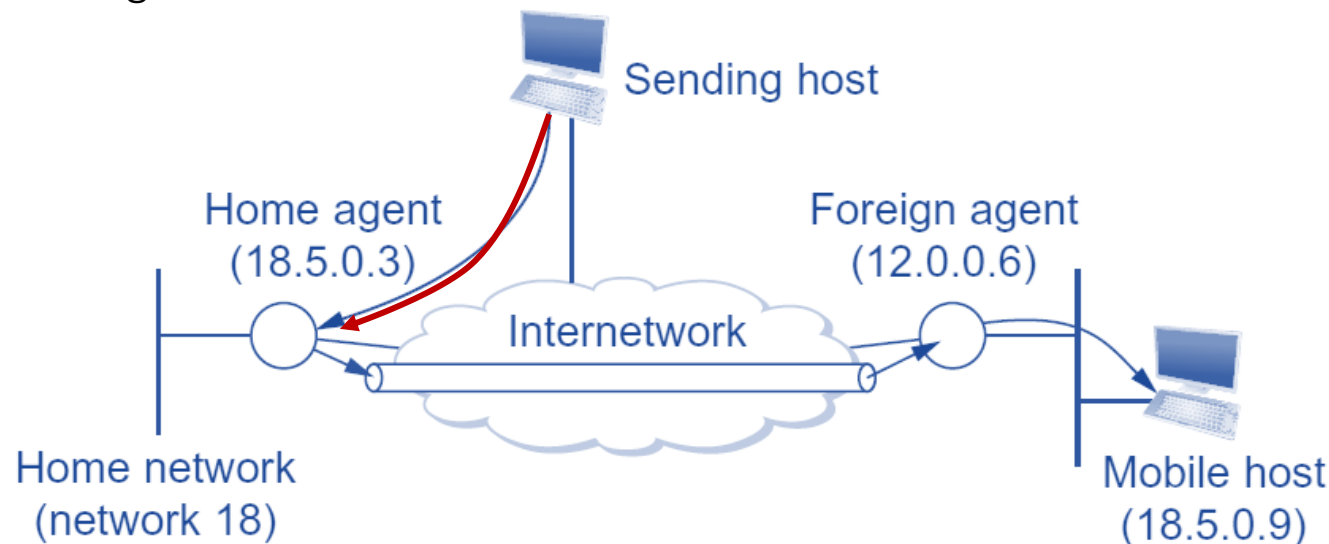 Sending host
Home agent
(18.5.0.3)
Foreign agent
(12.0.0.6)
Internetwork
Home network
(network 18)
Mobile host
(18.5.0.9)